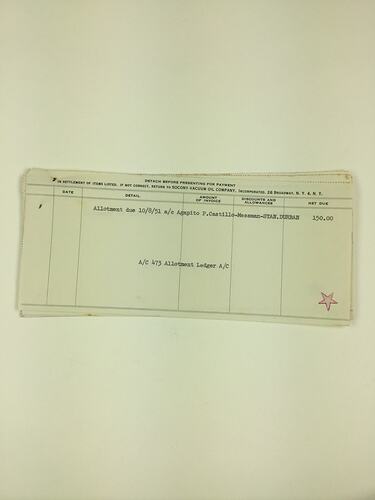 DETACH BEFORE PRESENTING FOR PAYMENT
IN SETTLEMENT OF ITEMS LISTED. IF NOT CORRECT, RETURN TO SOCONY-VACUUM OIL COMPANY, INCORPORATED, 26 BROADWAY, N. Y. 4, N. Y.
DATE DETAIL AMOUNT OF INVOICE DISCOUNTS AND ALLOWANCES NET DUE
Allotment due 10/8/51 a/c Agapito P.Castillo-Messman-STAN.DURBAN 150.00
A/C 473 Allotment Ledger A/C